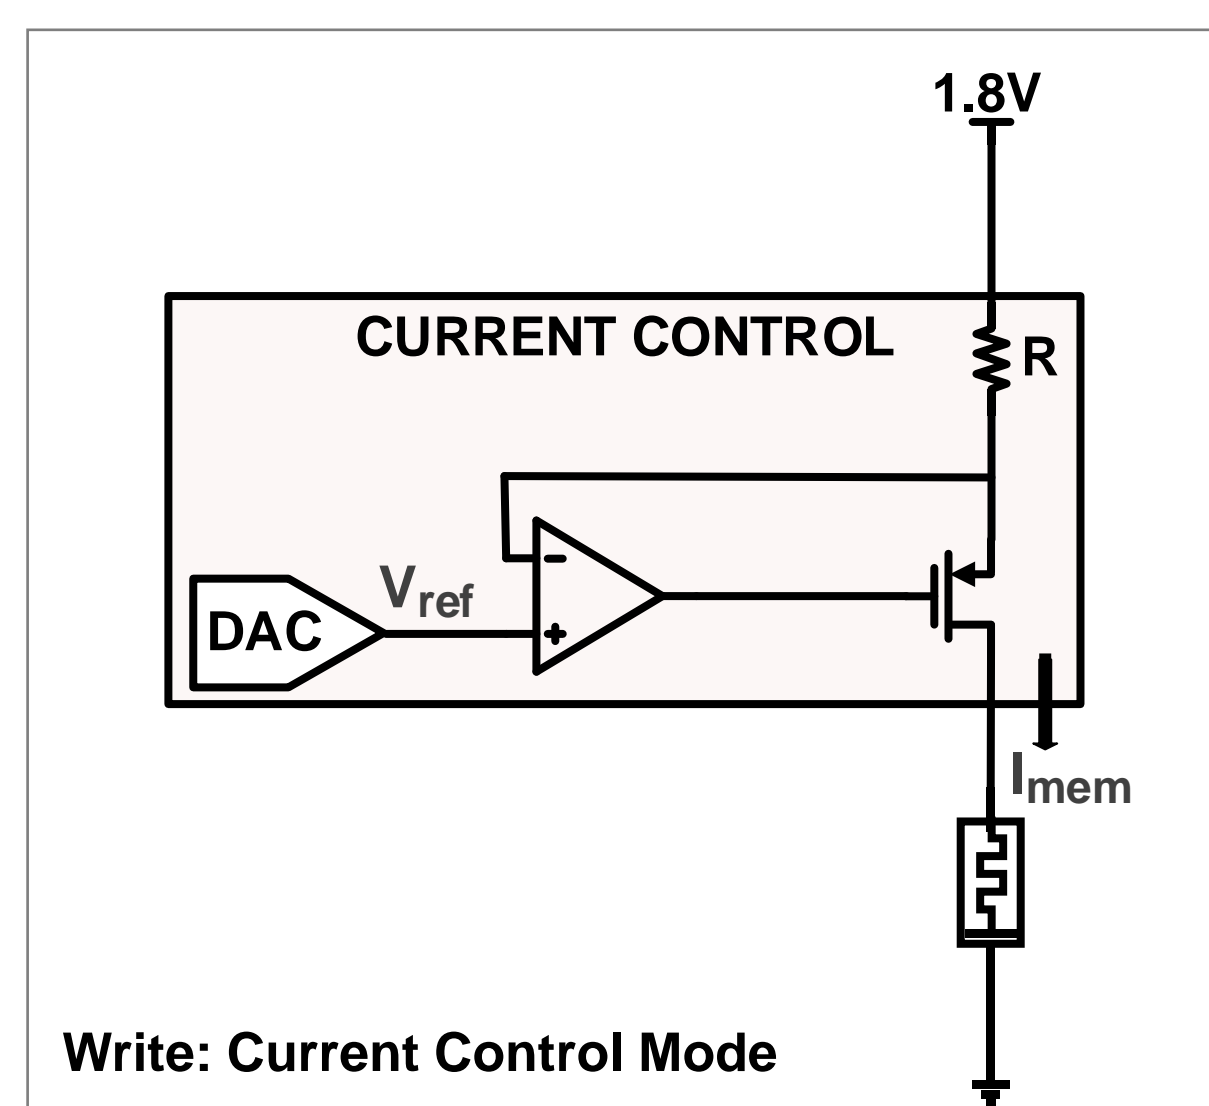 1.8V
CURRENT CONTROL
R
Vref
DAC
Imem
Write: Current Control Mode